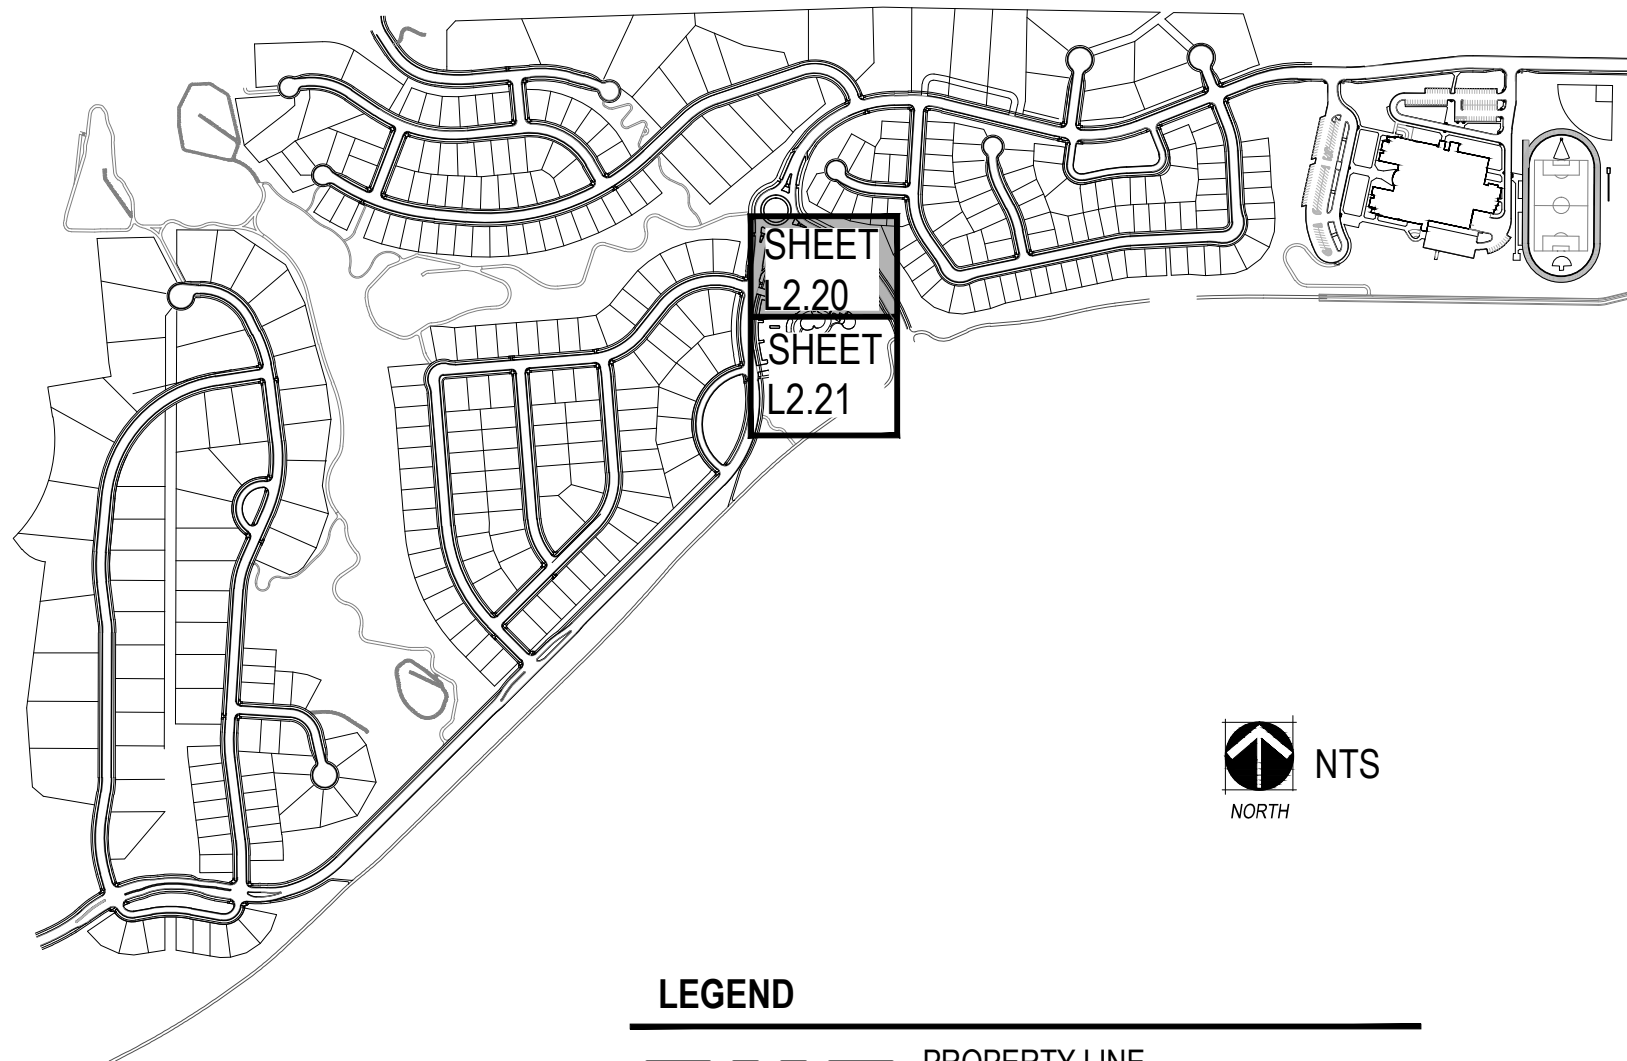 SHEET
L2.20
SHEET
L2.21
NTS
NORTH
LEGEND
PROPERTY LINE